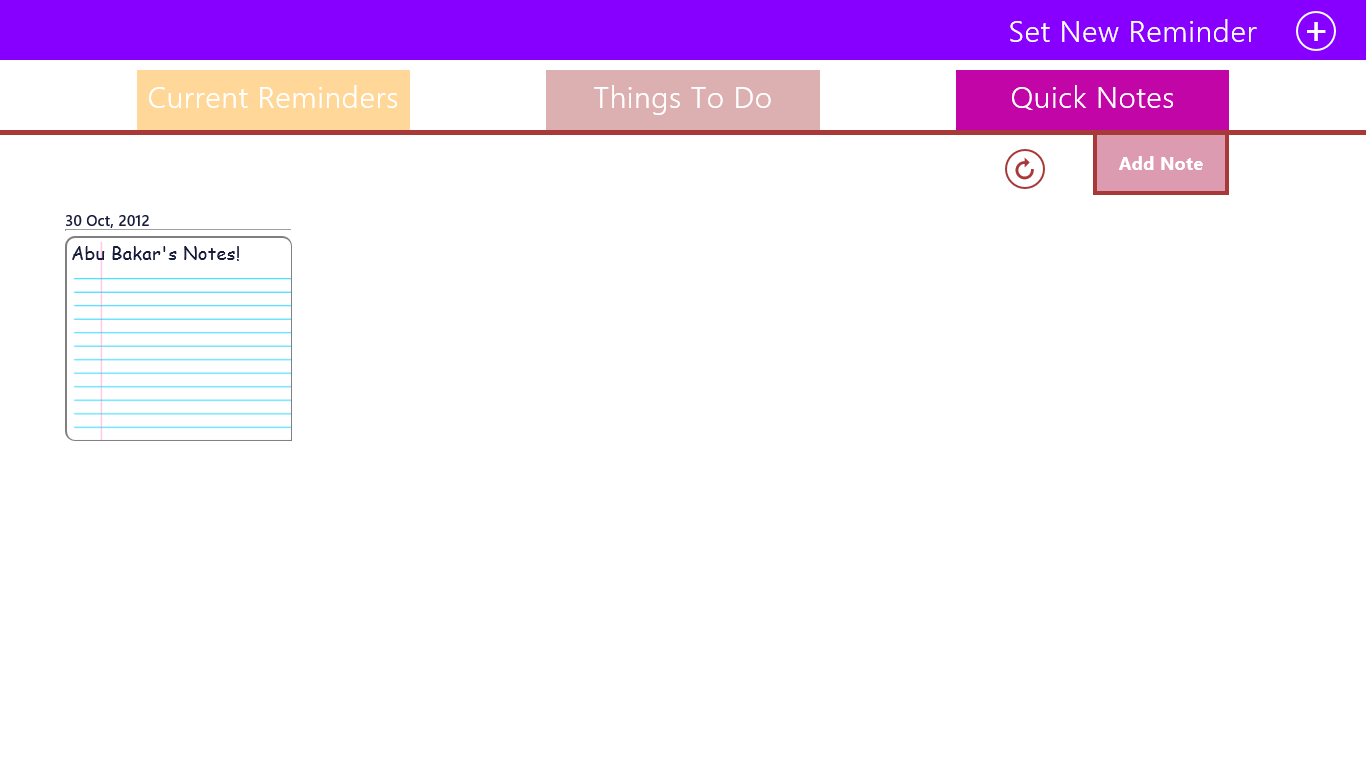 Set New Reminder
Current Reminders
Things To Do
Quick Notes
Add Note
30 Oct, 2012
Abu Bakar's Notes!